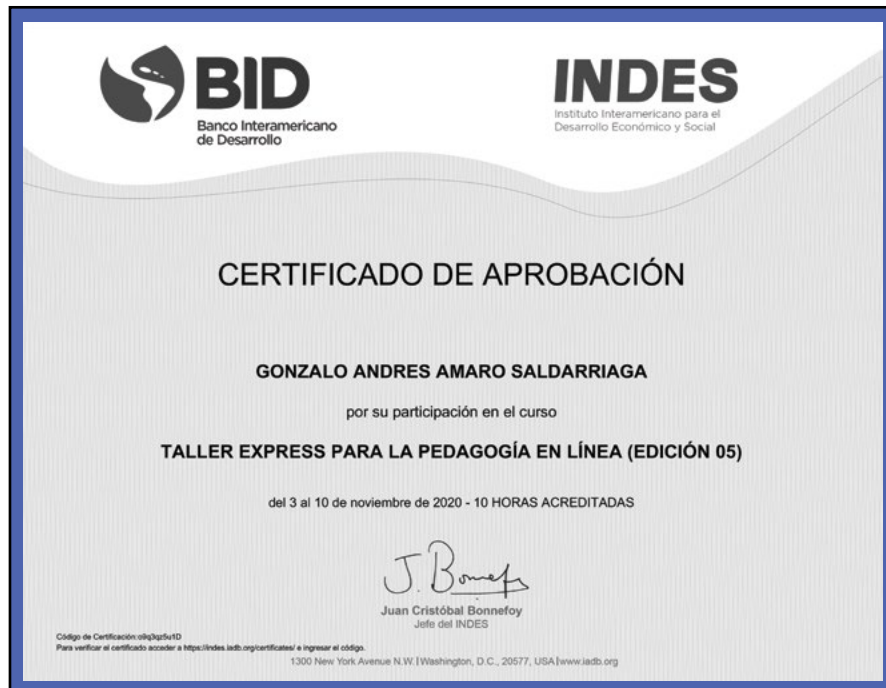 BID
Banco Interamericano
de Desarrollo
INDES
Instituto Interamericano para el
Desarrollo Económico y Social
CERTIFICADO DE APROBACIÓN
GONZALO ANDRES AMARO SALDARRIAGA
por su participación en el curso
TALLER EXPRESS PARA LA PEDAGOGÍA EN LÍNEA (EDICIÓN 05)
del 3 al 10 de noviembre de 2020 - 10 HORAS ACREDITADAS
J. Bonnefoy
Juan Cristóbal Bonnefoy
Jefe del INDES
Código de Certificación:
Para verificar el certificado acceder a https://indes.iadb.org/certificates/ e ingresar el código.
1300 New York Avenue N.W. | Washington, D.C., 20577, USA | www.iadb.org